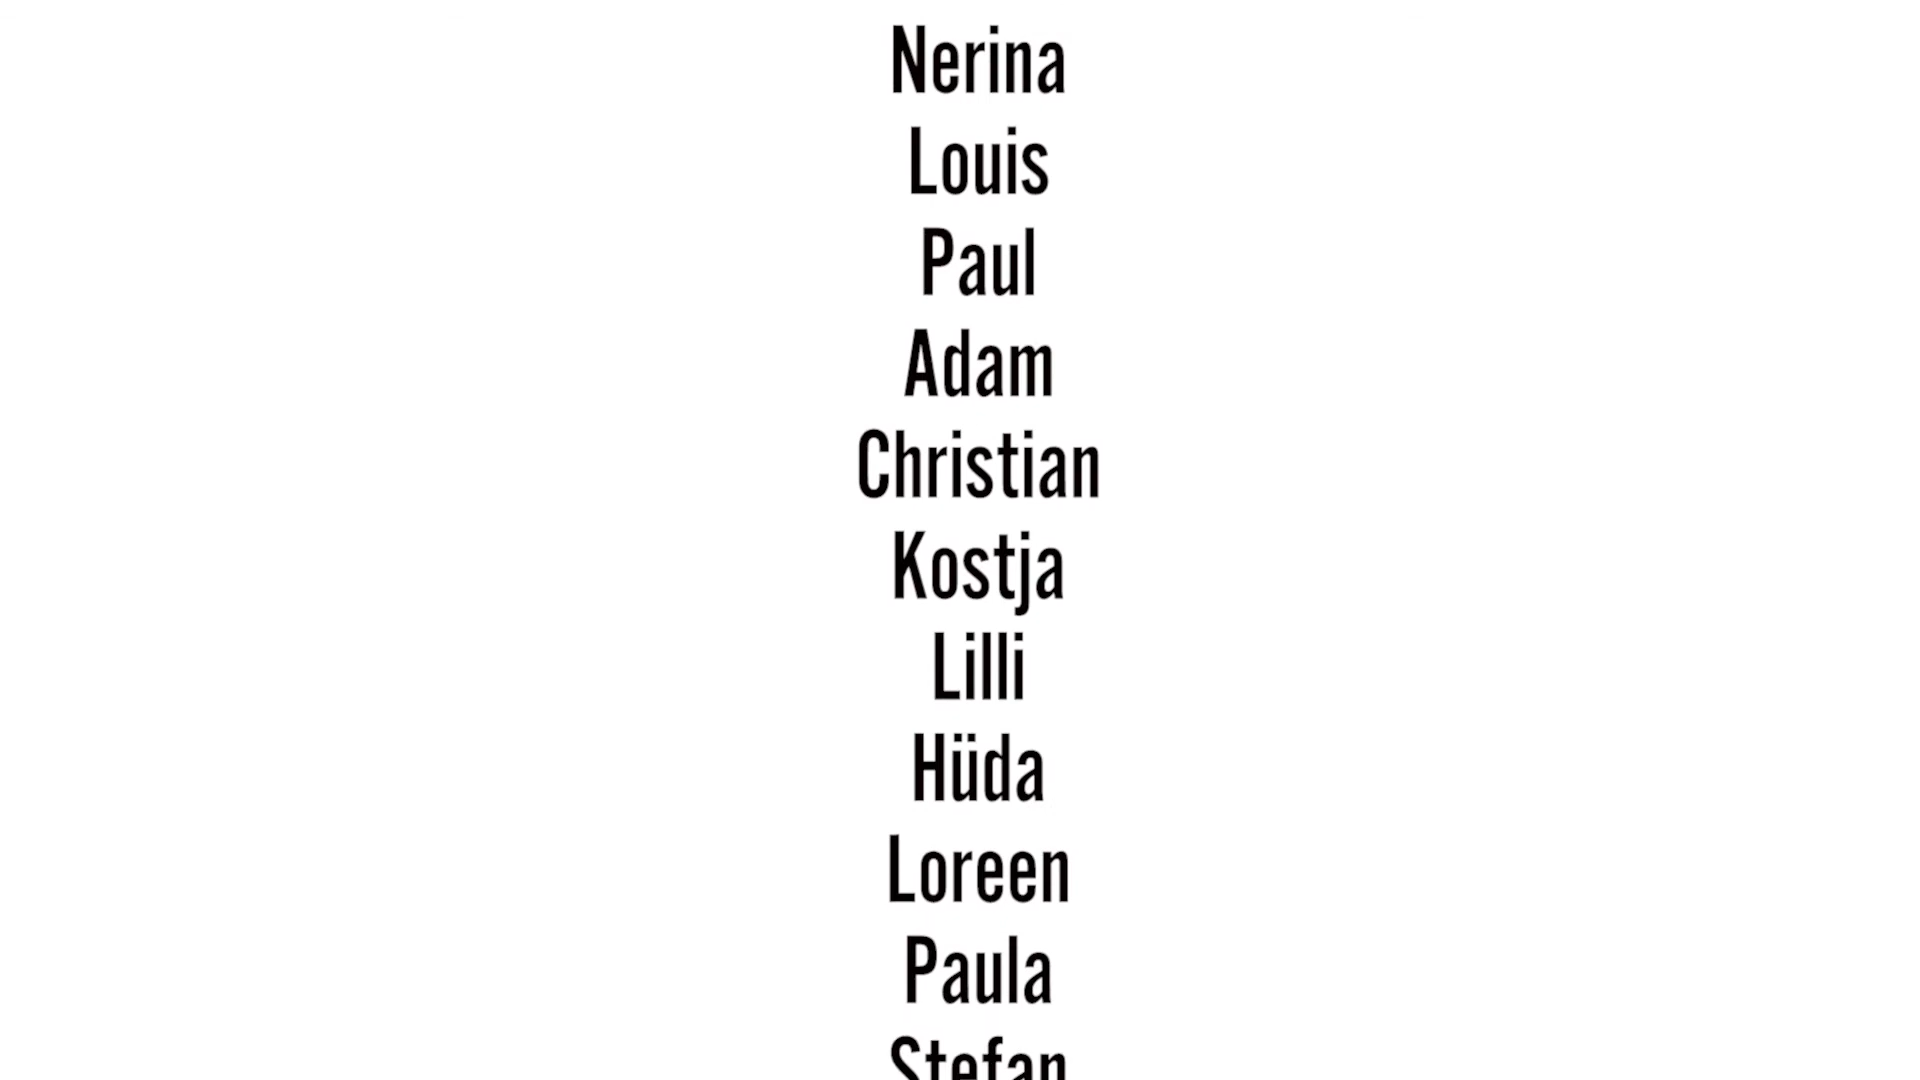 Nerina
Louis
Paul
Adam
Christian
Kostja
Lilli
Hüda
Loreen
Paula
Stefan